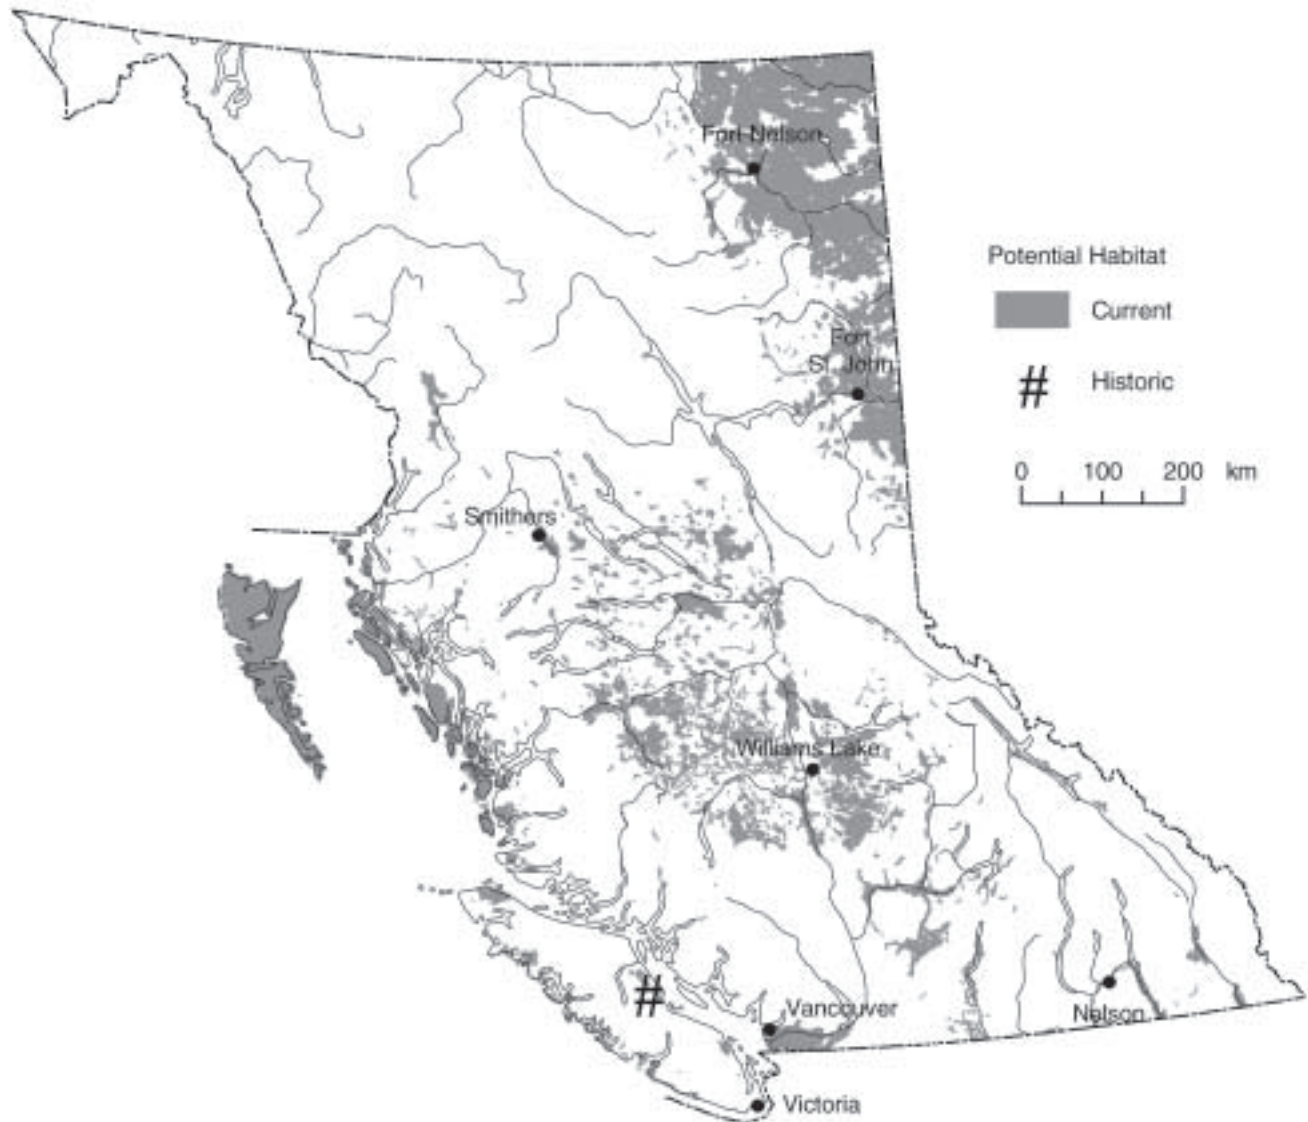 Fort Nelson
Potential Habitat
Current
Fort
St. John
# Historic
0 100 200 km
Smithers
Williams Lake
Nelson
Vancouver
#
Victoria